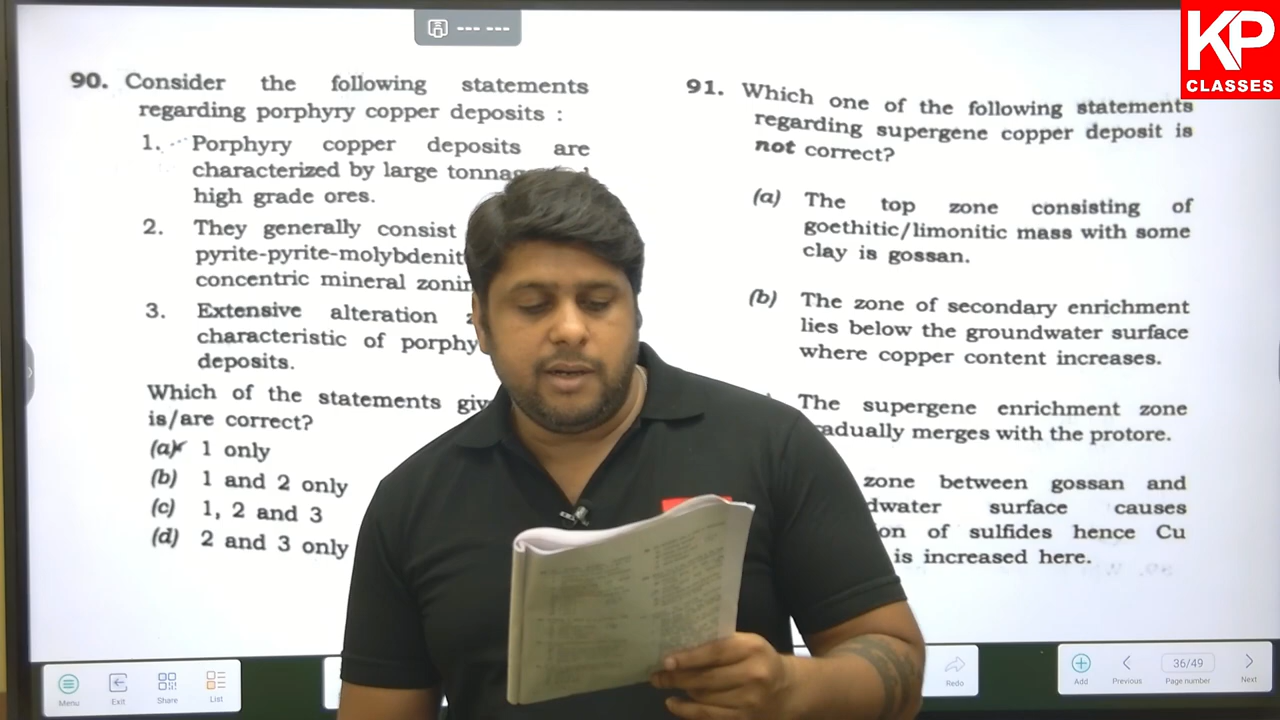 KP
CLASSES
90. Consider the following statements
regarding porphyry copper deposits :
1. Porphyry copper deposits are
characterized by large
high grade ores.
2. They generally consist
pyrite-pyrite-molybdenit
concentric mineral
3. Extensive alteration
characteristic of
deposits.
Which of the statements
is/are correct?
(a) 1 only
(b) 1 and 2 only
(c) 1, 2 and 3
(d) 2 and 3 only
91. Which one of the following statements
regarding supergene copper deposit is
not correct?
(a) The top zone consisting of
goethitic/limonitic mass with some
clay is gossan.
(b) The zone of secondary enrichment
lies below the groundwater surface
where copper content increases.
The supergene enrichment zone
adually merges with the protore.
zone between gossan and
dwater surface causes
on of sulfides hence Cu
is increased here.
Menu
Exit
Share
List
Redo
Add
Previous
36/49
Page number
Next